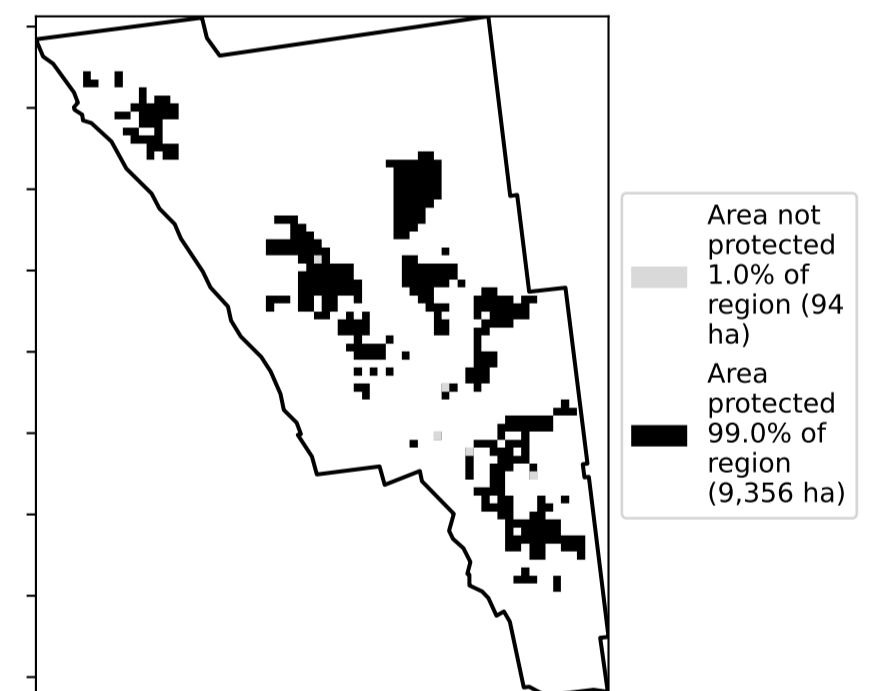 Area not
protected
1.0% of
region (94
ha)
Area
protected
99.0% of
region
(9,356 ha)